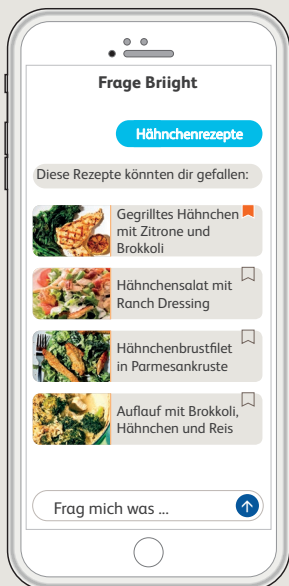 Frage Briight
Hähnchenrezepte
Diese Rezepte könnten dir gefallen:
Gegrilltes Hähnchen
mit Zitrone und
Brokkoli
Hähnchensalat mit
Ranch Dressing
Hähnchenbrustfilet
in Parmesankruste
Auflauf mit Brokkoli,
Hähnchen und Reis
Frag mich was ...